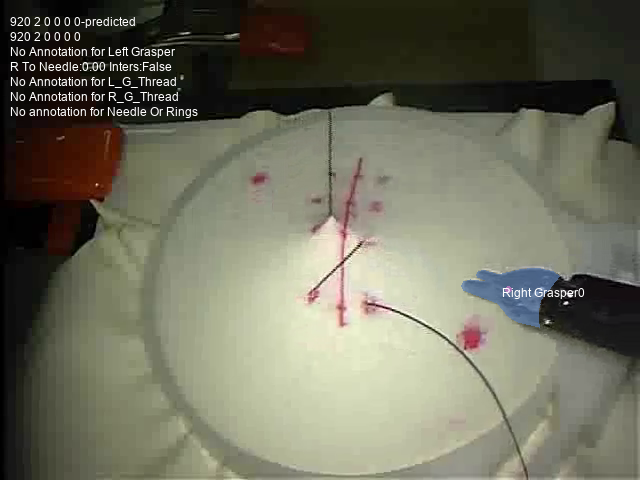 920 2 0 0 0 0-predicted
920 2 0 0 0 0
No Annotation for Left Grasper
R To Needle:0.00 Inters:False
No Annotation for L_G_Thread
No Annotation for R_G_Thread
No annotation for Needle Or Rings
Right Grasper0